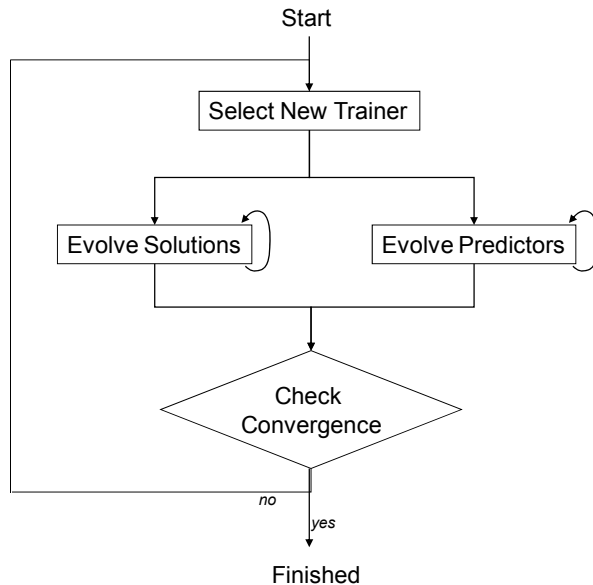 Start
Select New Trainer
Evolve Solutions
Evolve Predictors
Check
Convergence
no
yes
Finished